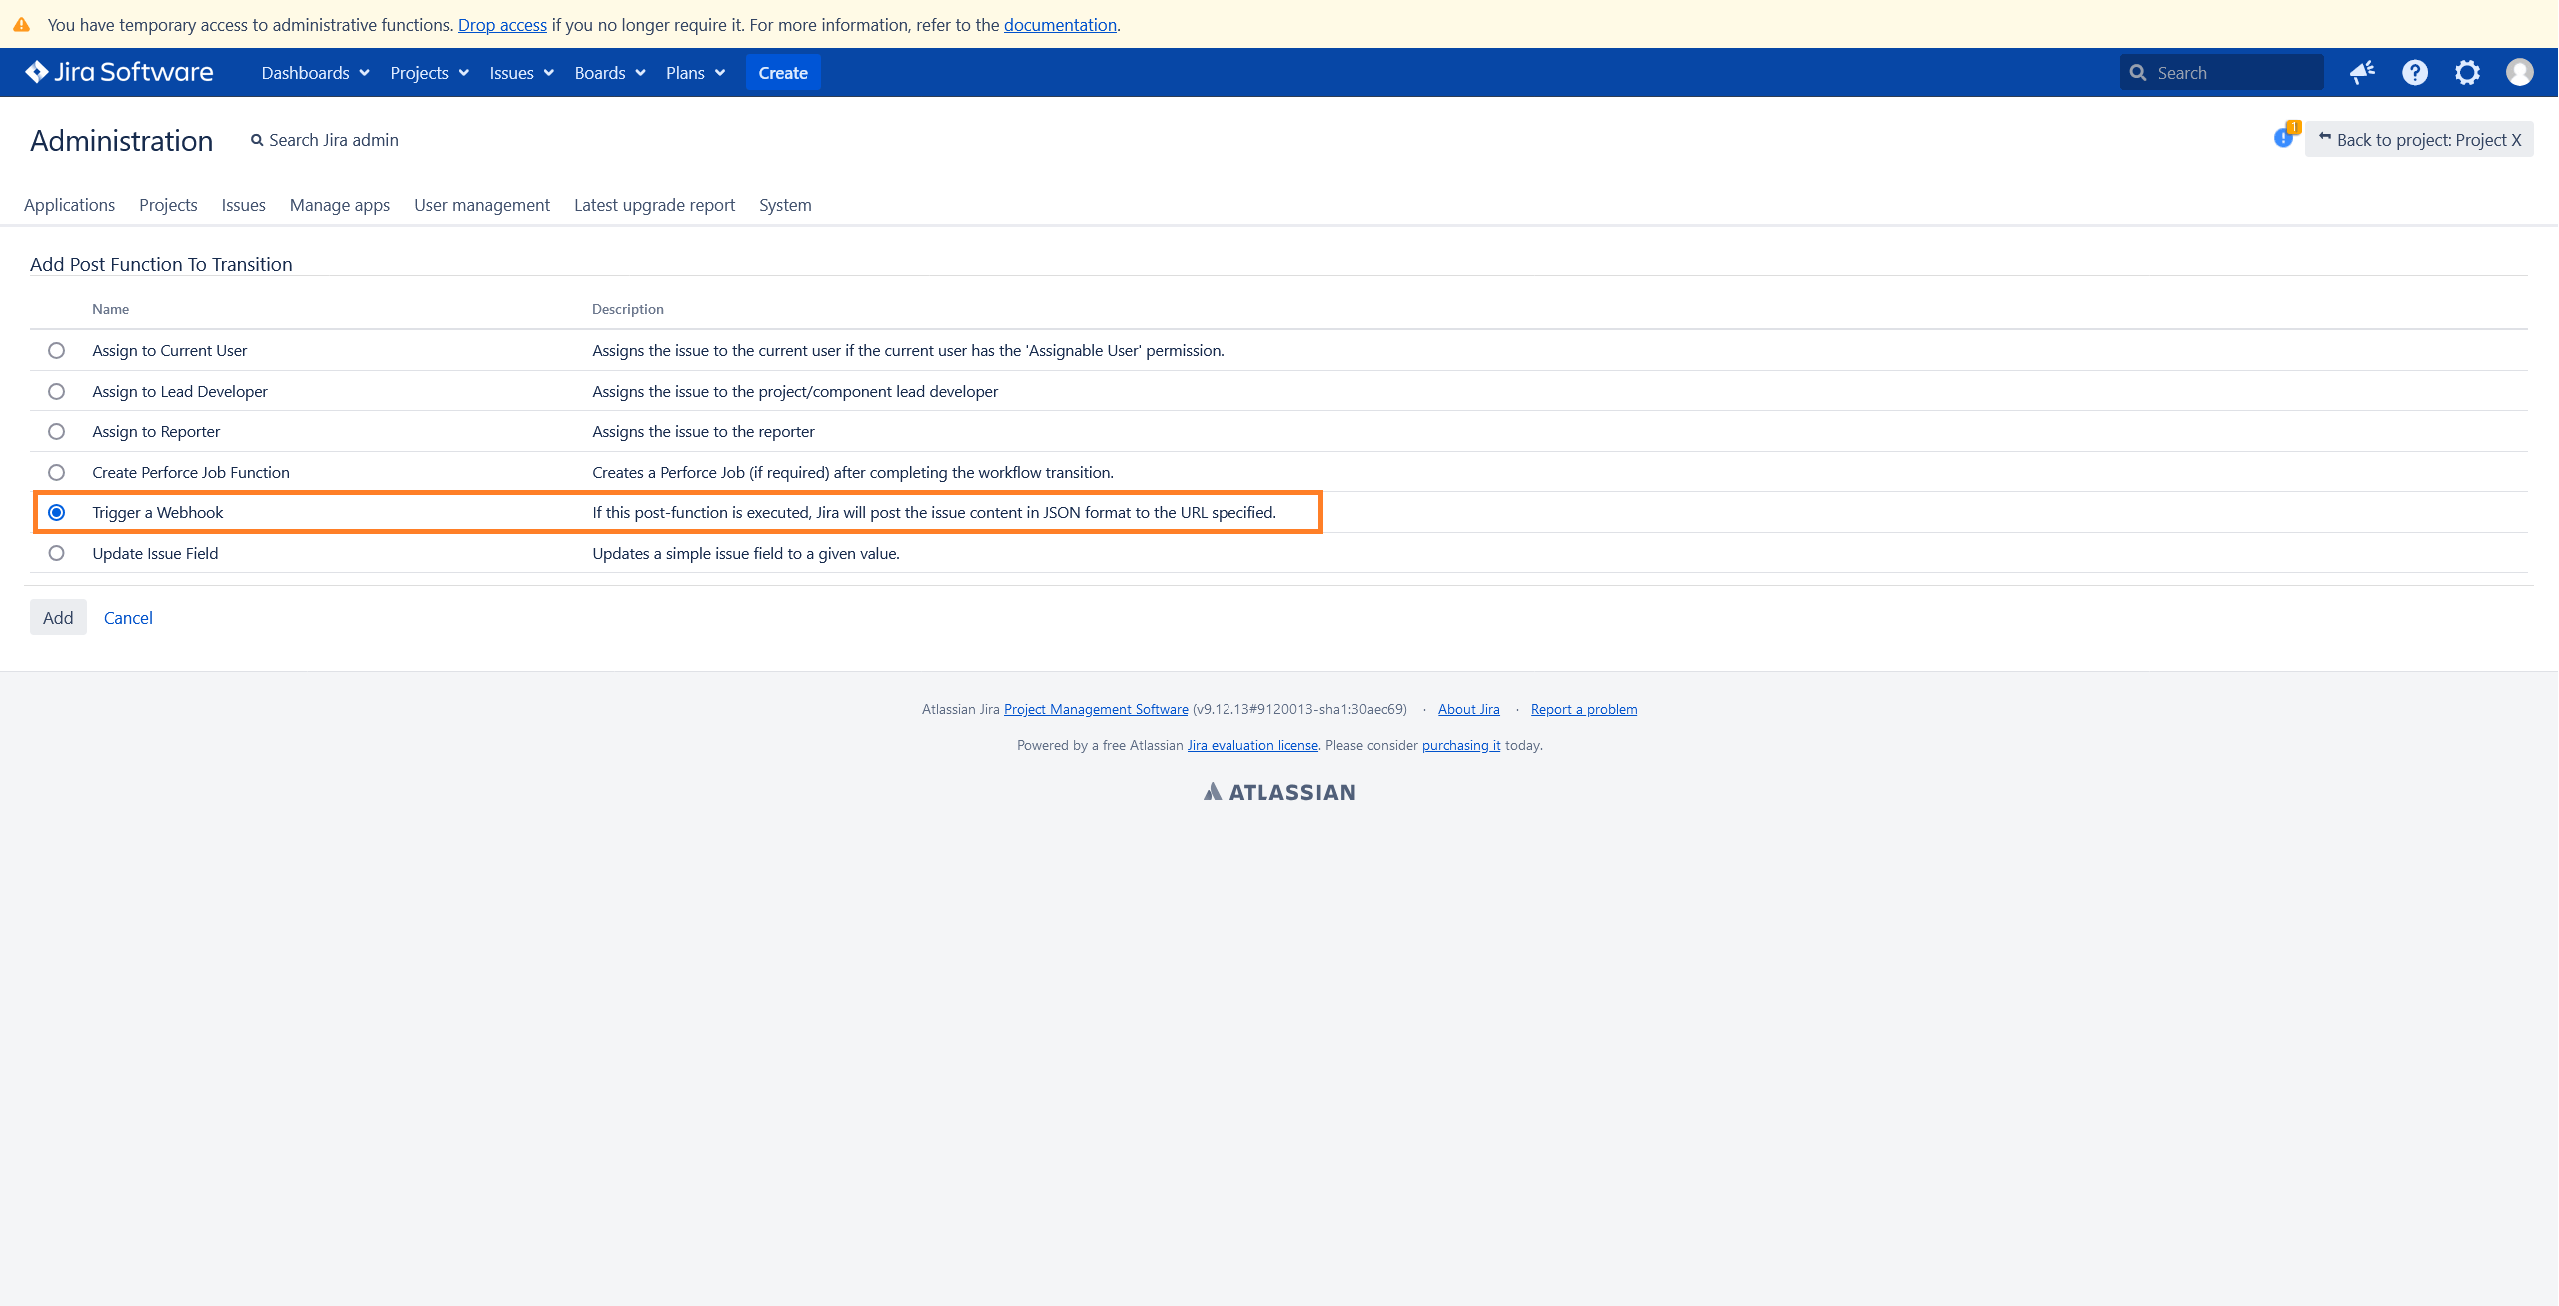 You have temporary access to administrative functions. Drop access if you no longer require it. For more information, refer to the documentation.
Jira Software Dashboards Projects Issues Boards Plans Create Search
Administration Search Jira admin 1 Back to project: Project X
Applications Projects Issues Manage apps User management Latest upgrade report System
Add Post Function To Transition
Name Description
Assign to Current User Assigns the issue to the current user if the current user has the 'Assignable User' permission.
Assign to Lead Developer Assigns the issue to the project/component lead developer
Assign to Reporter Assigns the issue to the reporter
Create Perforce Job Function Creates a Perforce Job (if required) after completing the workflow transition.
Trigger a Webhook If this post-function is executed, Jira will post the issue content in JSON format to the URL specified.
Update Issue Field Updates a simple issue field to a given value.
Add Cancel
Atlassian Jira Project Management Software (v9.12.13#9120013-sha1:30aec69) · About Jira · Report a problem
Powered by a free Atlassian Jira evaluation license. Please consider purchasing it today.
ATLASSIAN